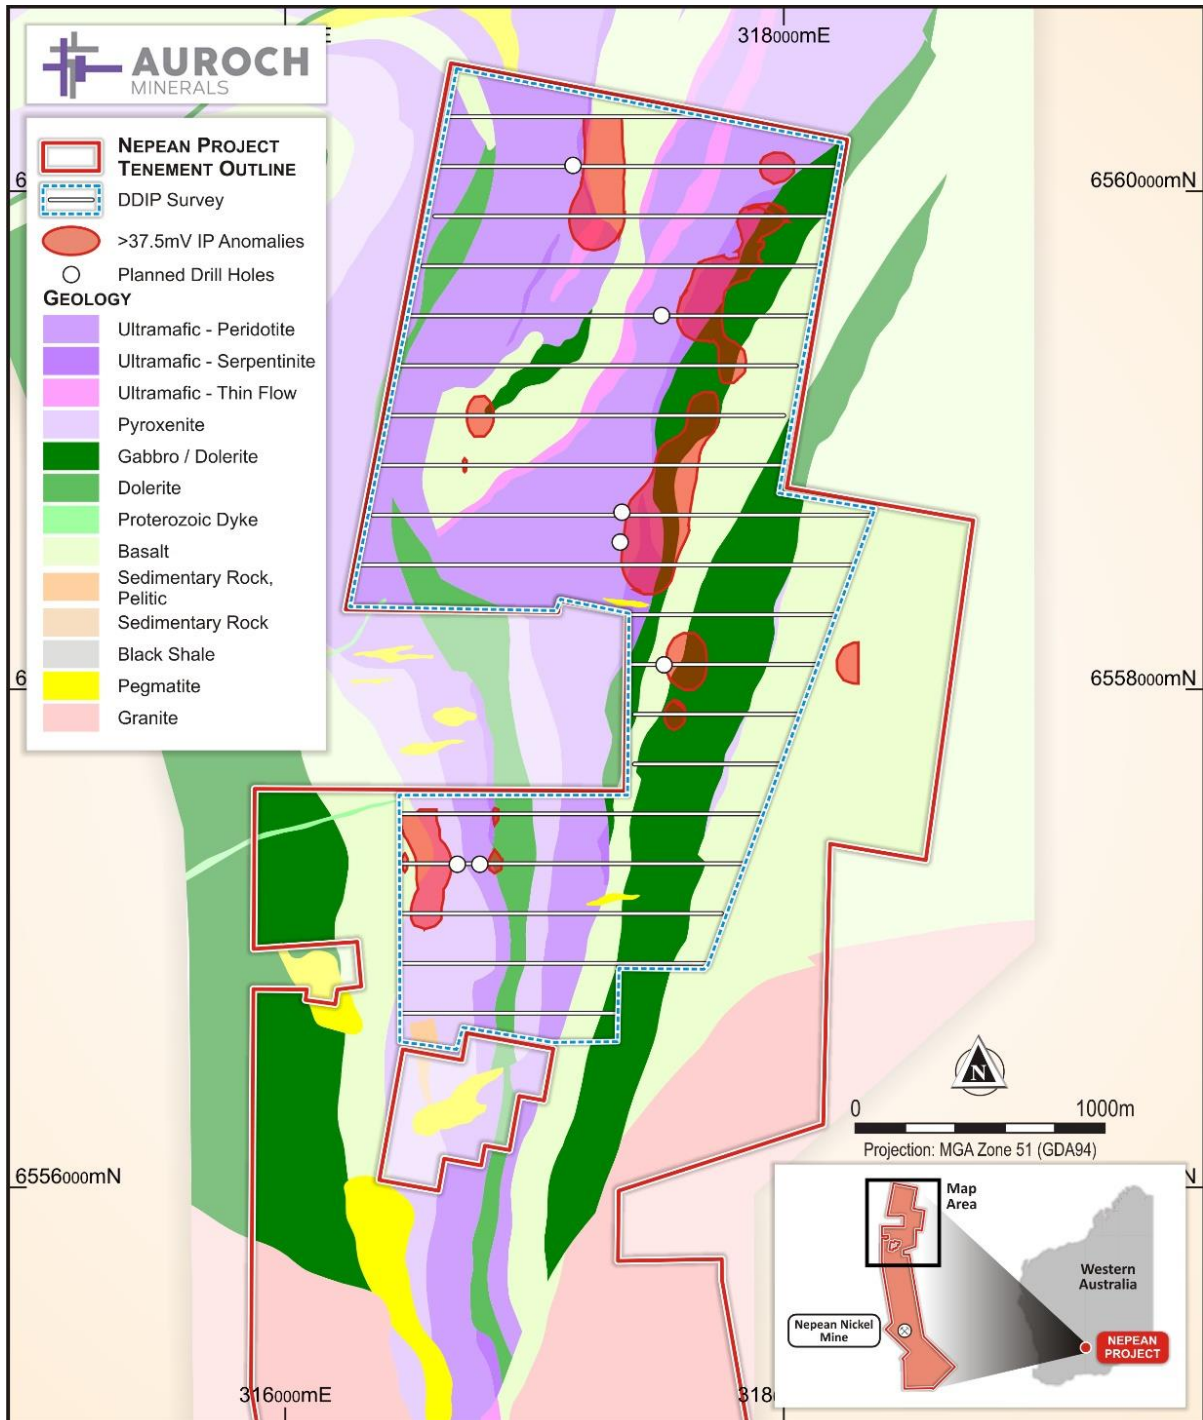 318000mE
E
AUROCH
MINERALS
NEPEAN PROJECT
TENEMENT OUTLINE
DDIP Survey
>37.5mV IP Anomalies
Planned Drill Holes
GEOLOGY
Ultramafic - Peridotite
Ultramafic - Serpentinite
Ultramafic - Thin Flow
Pyroxenite
Gabbro / Dolerite
Dolerite
Proterozoic Dyke
Basalt
Sedimentary Rock,
Pelitic
Sedimentary Rock
Black Shale
Pegmatite
Granite
6
6560000mN
6
6558000mN
N
0 1000m
Projection: MGA Zone 51 (GDA94)
6556000mN
N
Map
Area
Western
Australia
Nepean Nickel
Mine
NEPEAN
PROJECT
316000mE
318